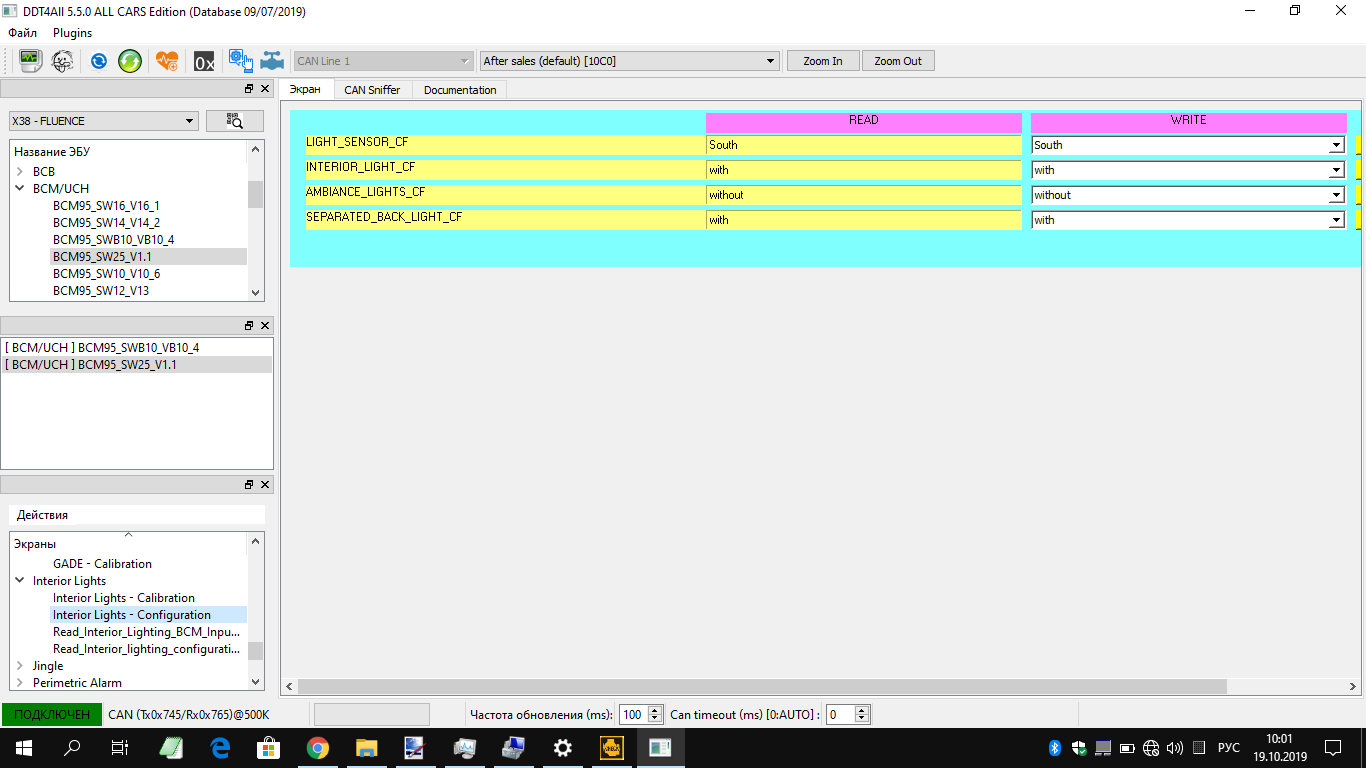 DDT4All 5.5.0 ALL CARS Edition (Database 09/07/2019)
Файл Plugins
0x CAN Line 1 After sales (default) [10C0] Zoom In Zoom Out
Экран CAN Sniffer Documentation
X38 - FLUENCE
Название ЭБУ
BCB
BCM/UCH
BCM95_SW16_V16_1
BCM95_SW14_V14_2
BCM95_SWB10_VB10_4
BCM95_SW25_V1.1
BCM95_SW10_V10_6
BCM95_SW12_V13
[ BCM/UCH ] BCM95_SWB10_VB10_4
[ BCM/UCH ] BCM95_SW25_V1.1
Действия
Экраны
GADE - Calibration
Interior Lights
Interior Lights - Calibration
Interior Lights - Configuration
Read_Interior_Lighting_BCM_Inpu...
Read_Interior_lighting_configurati...
Jingle
Perimetric Alarm
READ WRITE
LIGHT_SENSOR_CF South South
INTERIOR_LIGHT_CF with with
AMBIANCE_LIGHTS_CF without without
SEPARATED_BACK_LIGHT_CF with with
ПОДКЛЮЧЕН CAN (Tx0x745/Rx0x765)@500K Частота обновления (ms): 100 Can timeout (ms) [0:AUTO] : 0
CHECK РУС 10:01
19.10.2019